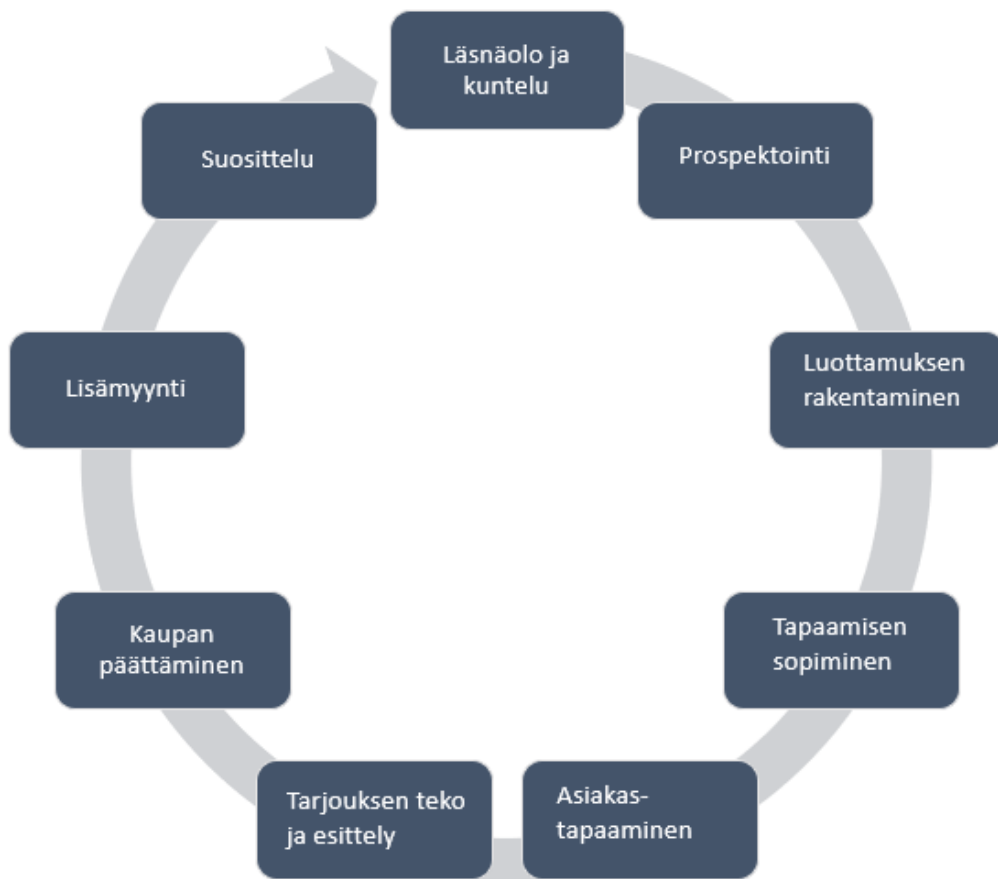 Läsnäolo ja
kuntelu
Prospektointi
Luottamuksen
rakentaminen
Tapaamisen
sopiminen
Asiakas-
tapaaminen
Tarjouksen teko
ja esittely
Kaupan
päättäminen
Lisämyynti
Suosittelu